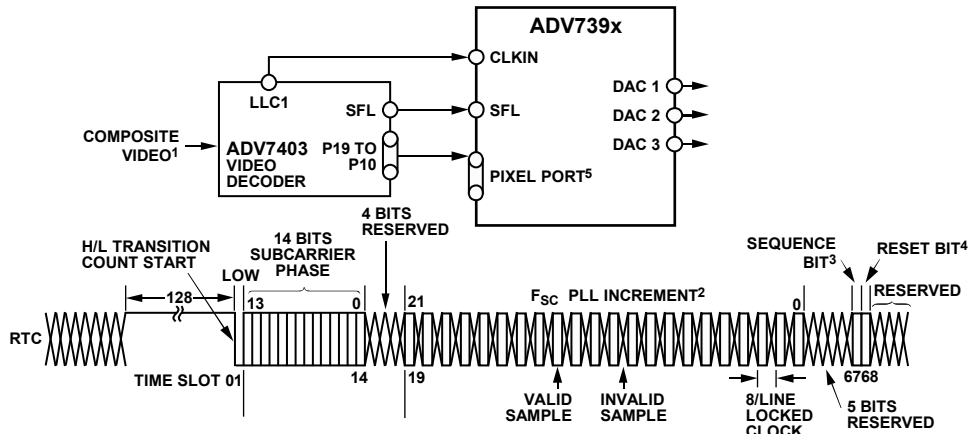 ADV739x
CLKIN
LLC1
SFL
SFL
DAC 1
DAC 2
DAC 3
COMPOSITE
VIDEO1
ADV7403
VIDEO
DECODER
P19 TO
P10
PIXEL PORT5
H/L TRANSITION
COUNT START
LOW
128
14 BITS
SUBCARRIER
PHASE
4 BITS
RESERVED
SEQUENCE
BIT3
RESET BIT4
RESERVED
13
0
21
FSC PLL INCREMENT2
0
RTC
TIME SLOT 01
14
19
6768
VALID
SAMPLE
INVALID
SAMPLE
8/LINE
LOCKED
CLOCK
5 BITS
RESERVED